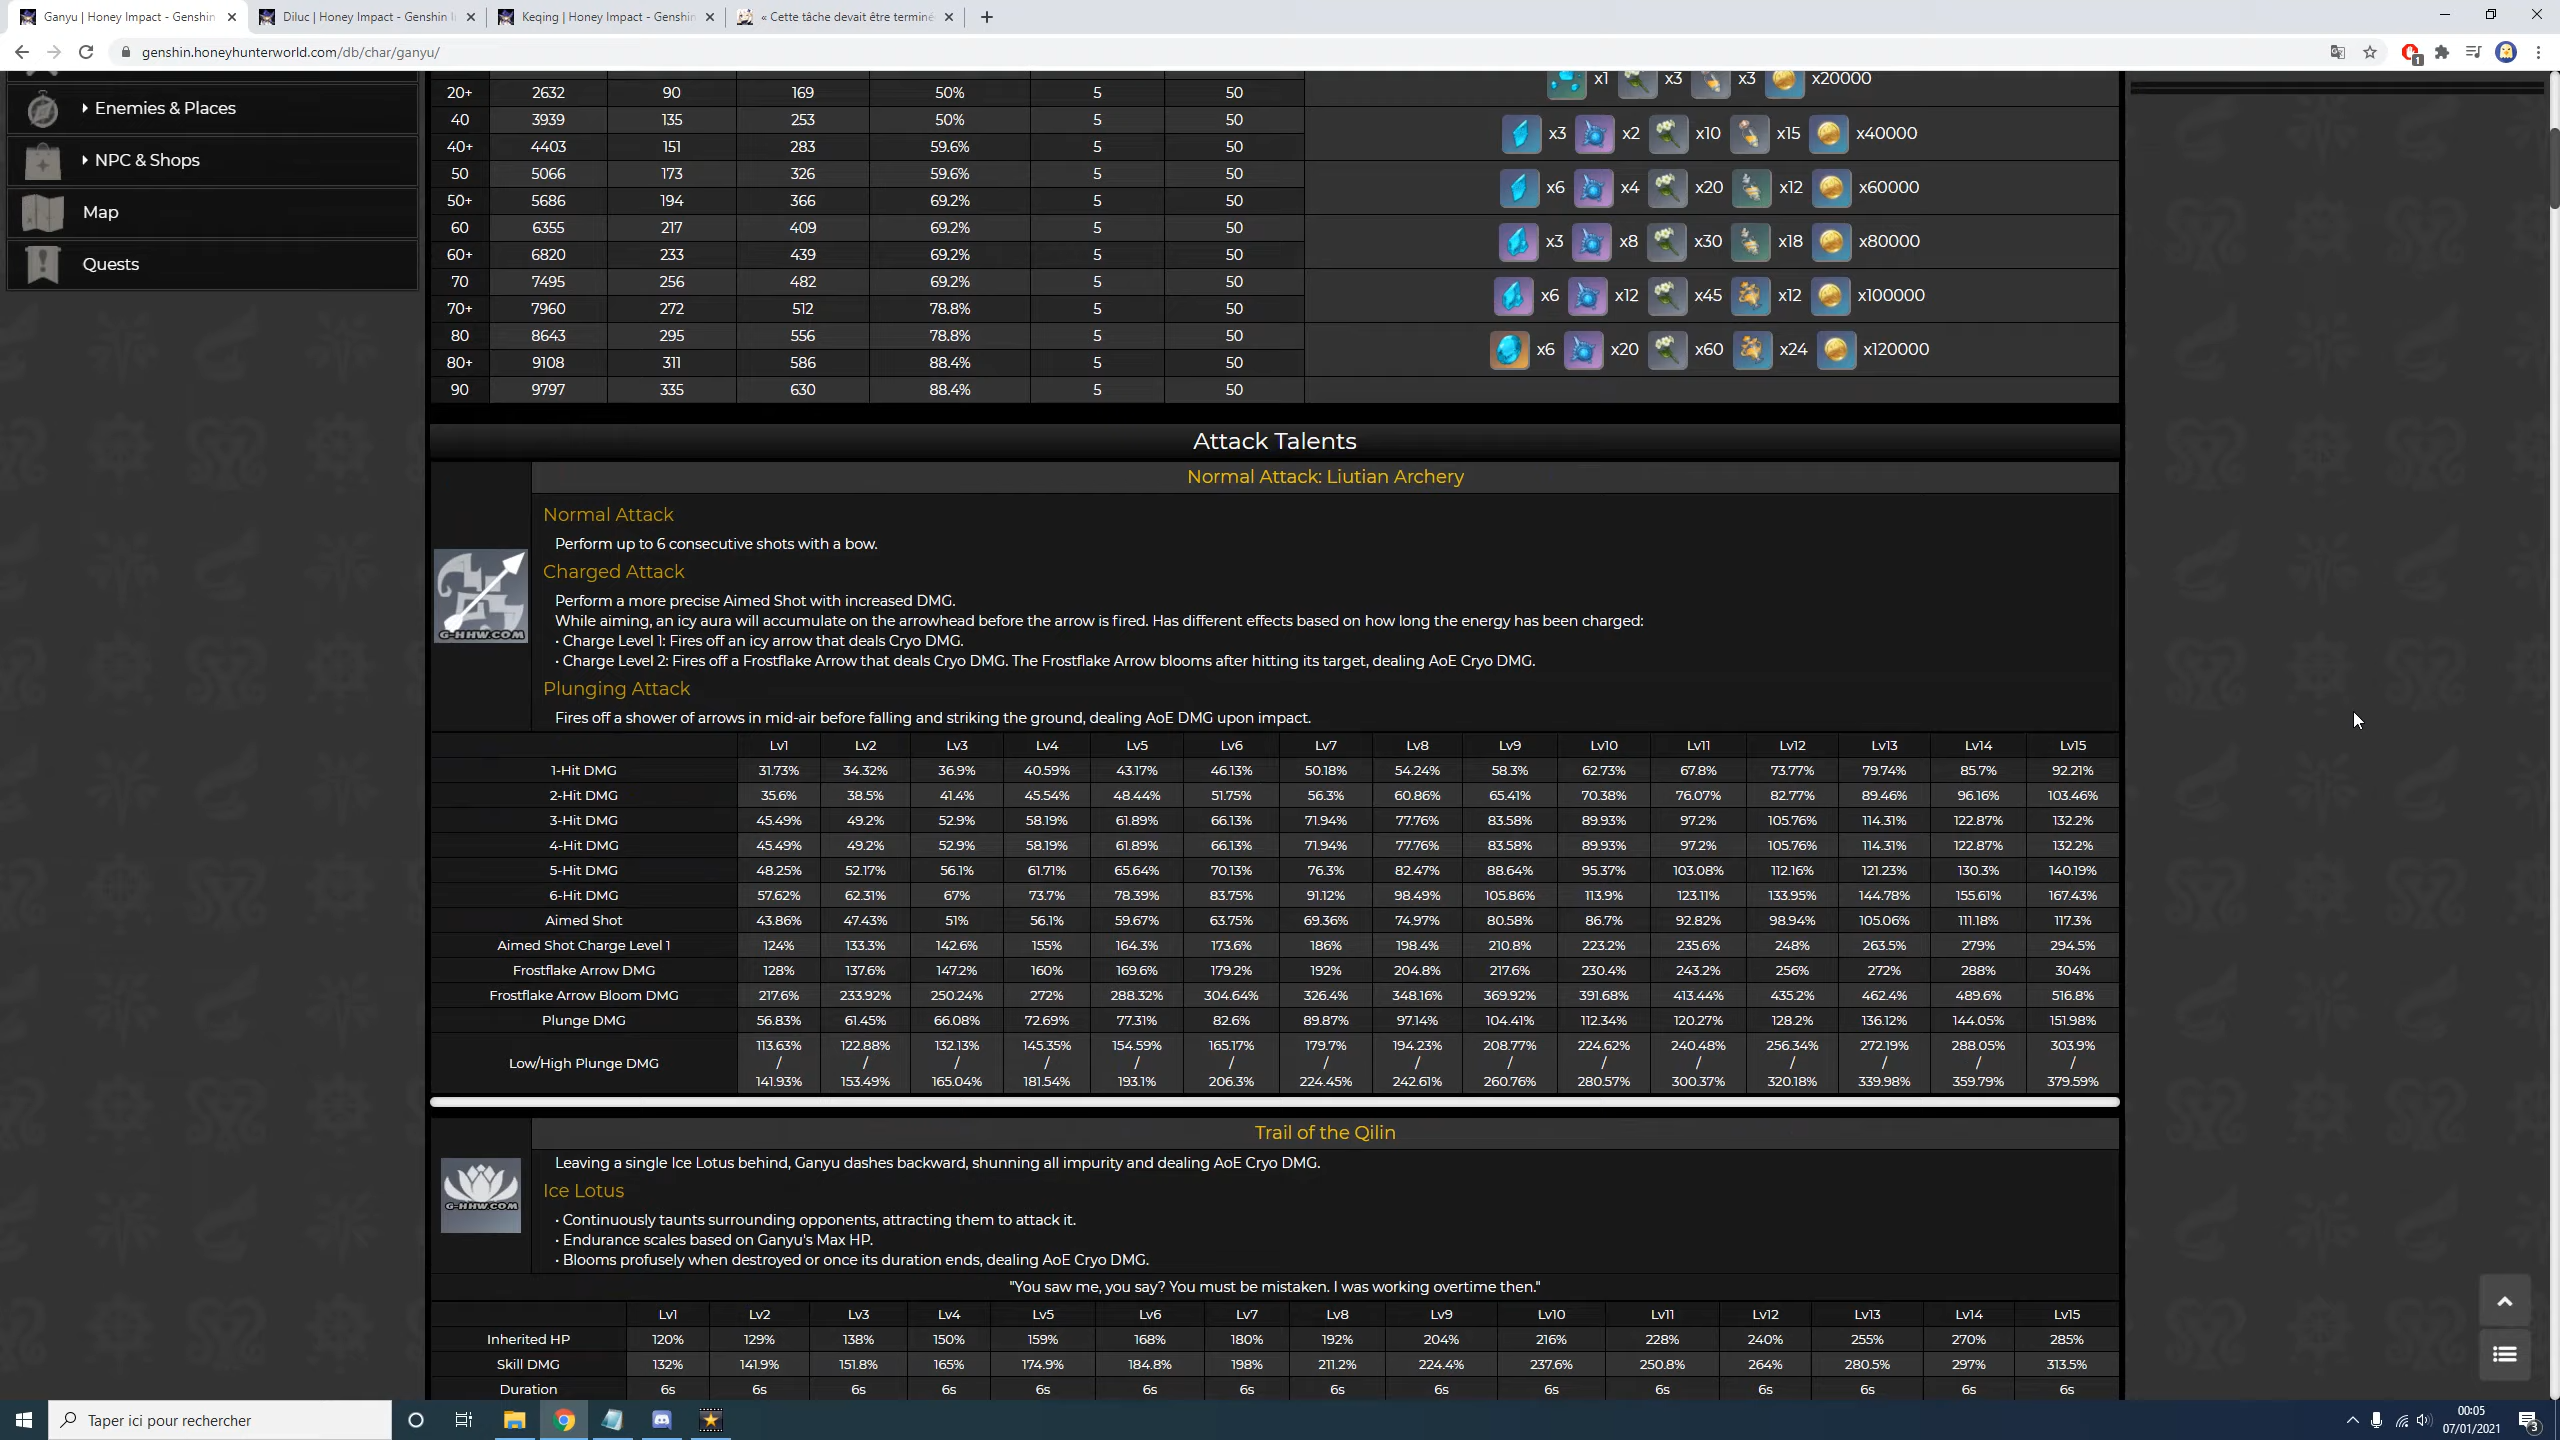 Ganyu | Honey Impact - Genshin
Diluc | Honey Impact - Genshin I
Keqing | Honey Impact - Genshin
« Cette tâche devait être terminé
genshin.honeyhunterworld.com/db/char/ganyu/
1
Enemies & Places
NPC & Shops
Map
Quests
x1 x3 x3 x20000
20+ 2632 90 169 50% 5 50
40 3939 135 253 50% 5 50 x3 x2 x10 x15 x40000
40+ 4403 151 283 59.6% 5 50
50 5066 173 326 59.6% 5 50 x6 x4 x20 x12 x60000
50+ 5686 194 366 69.2% 5 50
60 6355 217 409 69.2% 5 50 x3 x8 x30 x18 x80000
60+ 6820 233 439 69.2% 5 50
70 7495 256 482 69.2% 5 50 x6 x12 x45 x12 x100000
70+ 7960 272 512 78.8% 5 50
80 8643 295 556 78.8% 5 50 x6 x20 x60 x24 x120000
80+ 9108 311 586 88.4% 5 50
90 9797 335 630 88.4% 5 50
Attack Talents
Normal Attack: Liutian Archery
G-HHW.COM
Normal Attack
Perform up to 6 consecutive shots with a bow.
Charged Attack
Perform a more precise Aimed Shot with increased DMG.
While aiming, an icy aura will accumulate on the arrowhead before the arrow is fired. Has different effects based on how long the energy has been charged:
• Charge Level 1: Fires off an icy arrow that deals Cryo DMG.
• Charge Level 2: Fires off a Frostflake Arrow that deals Cryo DMG. The Frostflake Arrow blooms after hitting its target, dealing AoE Cryo DMG.
Plunging Attack
Fires off a shower of arrows in mid-air before falling and striking the ground, dealing AoE DMG upon impact.
Lv1 Lv2 Lv3 Lv4 Lv5 Lv6 Lv7 Lv8 Lv9 Lv10 Lv11 Lv12 Lv13 Lv14 Lv15
1-Hit DMG 31.73% 34.32% 36.9% 40.59% 43.17% 46.13% 50.18% 54.24% 58.3% 62.73% 67.8% 73.77% 79.74% 85.7% 92.21%
2-Hit DMG 35.6% 38.5% 41.4% 45.54% 48.44% 51.75% 56.3% 60.86% 65.41% 70.38% 76.07% 82.77% 89.46% 96.16% 103.46%
3-Hit DMG 45.49% 49.2% 52.9% 58.19% 61.89% 66.13% 71.94% 77.76% 83.58% 89.93% 97.2% 105.76% 114.31% 122.87% 132.2%
4-Hit DMG 45.49% 49.2% 52.9% 58.19% 61.89% 66.13% 71.94% 77.76% 83.58% 89.93% 97.2% 105.76% 114.31% 122.87% 132.2%
5-Hit DMG 48.25% 52.17% 56.1% 61.71% 65.64% 70.13% 76.3% 82.47% 88.64% 95.37% 103.08% 112.16% 121.23% 130.3% 140.19%
6-Hit DMG 57.62% 62.31% 67% 73.7% 78.39% 83.75% 91.12% 98.49% 105.86% 113.9% 123.11% 133.95% 144.78% 155.61% 167.43%
Aimed Shot 43.86% 47.43% 51% 56.1% 59.67% 63.75% 69.36% 74.97% 80.58% 86.7% 92.82% 98.94% 105.06% 111.18% 117.3%
Aimed Shot Charge Level 1 124% 133.3% 142.6% 155% 164.3% 173.6% 186% 198.4% 210.8% 223.2% 235.6% 248% 263.5% 279% 294.5%
Frostflake Arrow DMG 128% 137.6% 147.2% 160% 169.6% 179.2% 192% 204.8% 217.6% 230.4% 243.2% 256% 272% 288% 304%
Frostflake Arrow Bloom DMG 217.6% 233.92% 250.24% 272% 288.32% 304.64% 326.4% 348.16% 369.92% 391.68% 413.44% 435.2% 462.4% 489.6% 516.8%
Plunge DMG 56.83% 61.45% 66.08% 72.69% 77.31% 82.6% 89.87% 97.14% 104.41% 112.34% 120.27% 128.2% 136.12% 144.05% 151.98%
113.63% 122.88% 132.13% 145.35% 154.59% 165.17% 179.7% 194.23% 208.77% 224.62% 240.48% 256.34% 272.19% 288.05% 303.9%
Low/High Plunge DMG / / / / / / / / / / / / / / /
141.93% 153.49% 165.04% 181.54% 193.1% 206.3% 224.45% 242.61% 260.76% 280.57% 300.37% 320.18% 339.98% 359.79% 379.59%
Trail of the Qilin
G-HHW.COM
Leaving a single Ice Lotus behind, Ganyu dashes backward, shunning all impurity and dealing AoE Cryo DMG.
Ice Lotus
• Continuously taunts surrounding opponents, attracting them to attack it.
• Endurance scales based on Ganyu's Max HP.
• Blooms profusely when destroyed or once its duration ends, dealing AoE Cryo DMG.
"You saw me, you say? You must be mistaken. I was working overtime then."
Lv1 Lv2 Lv3 Lv4 Lv5 Lv6 Lv7 Lv8 Lv9 Lv10 Lv11 Lv12 Lv13 Lv14 Lv15
Inherited HP 120% 129% 138% 150% 159% 168% 180% 192% 204% 216% 228% 240% 255% 270% 285%
Skill DMG 132% 141.9% 151.8% 165% 174.9% 184.8% 198% 211.2% 224.4% 237.6% 250.8% 264% 280.5% 297% 313.5%
Duration 6s 6s 6s 6s 6s 6s 6s 6s 6s 6s 6s 6s 6s 6s 6s
Taper ici pour rechercher
00:05
07/01/2021
3